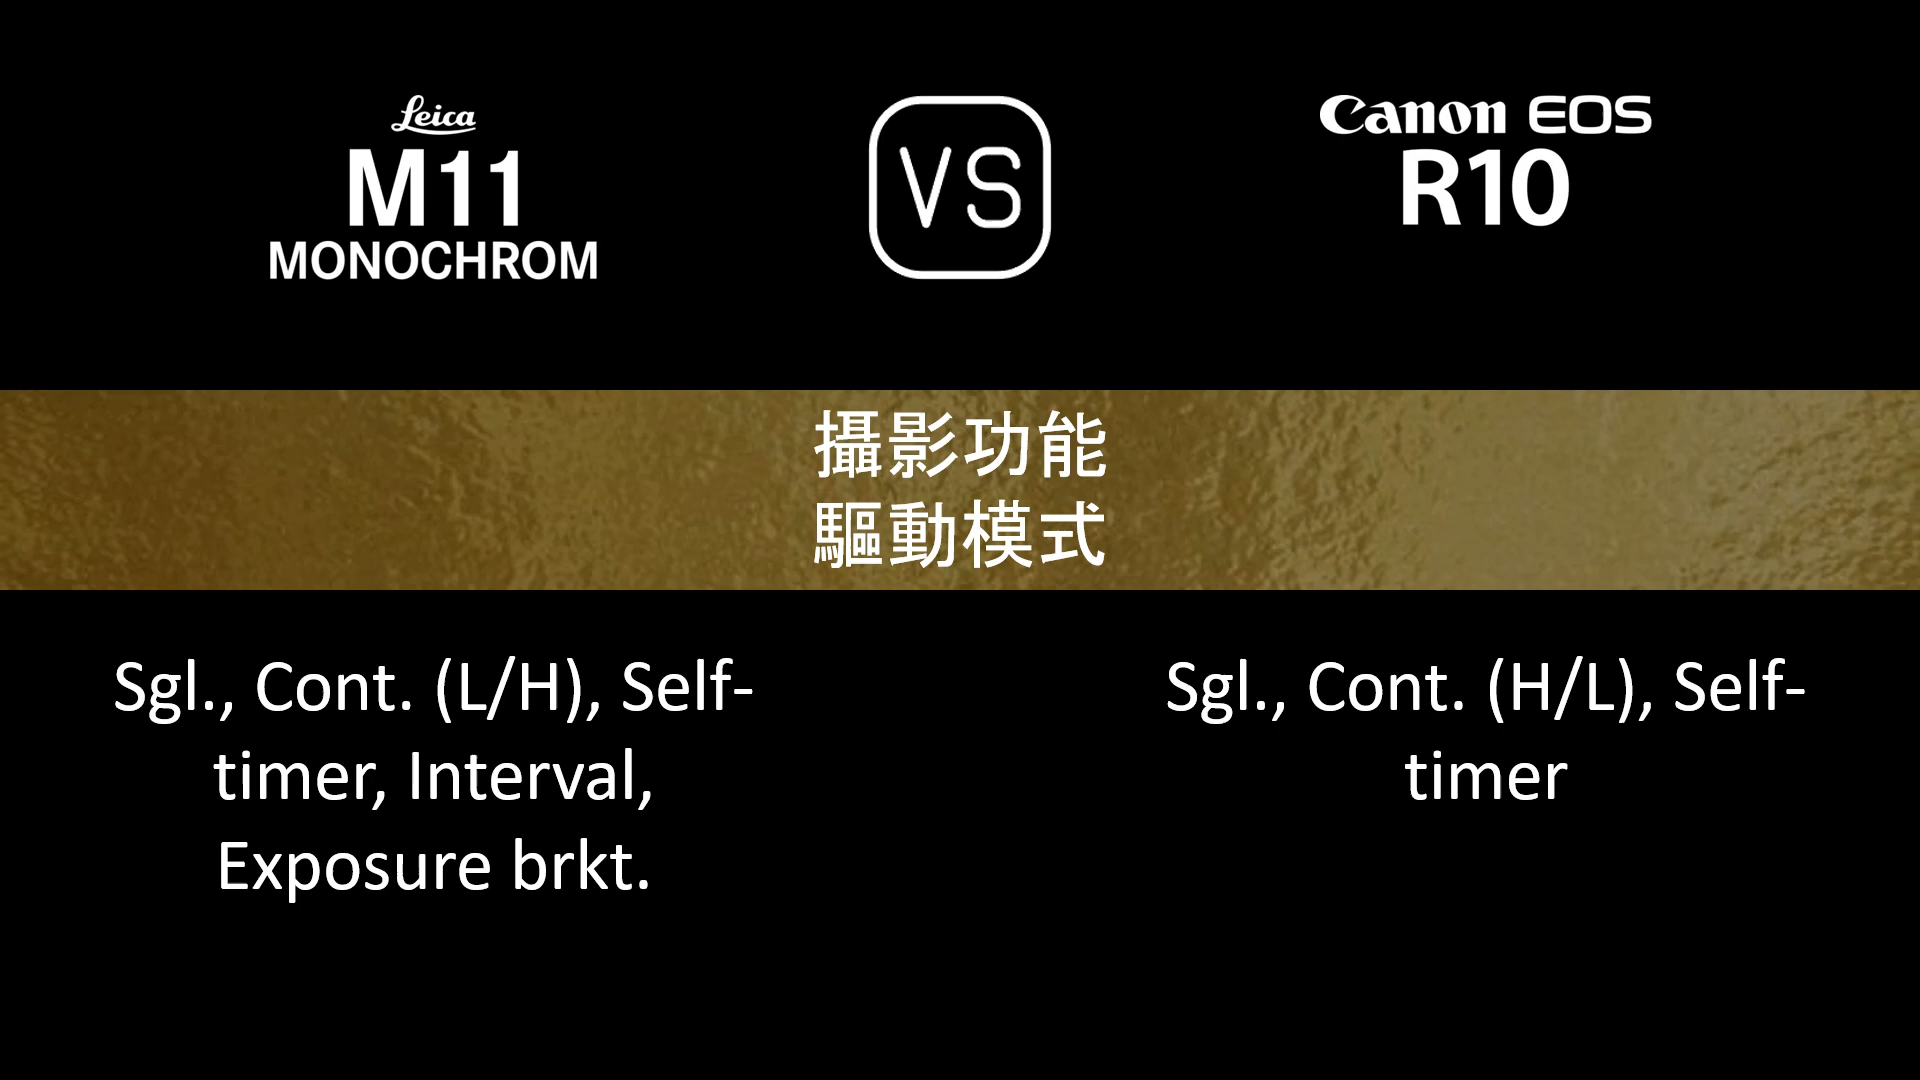 Leica
M11
MONOCHROM
VS
Canon EOS
R10
攝影功能
驅動模式
Sgl., Cont. (L/H), Self-
timer, Interval,
Exposure brkt.
Sgl., Cont. (H/L), Self-
timer